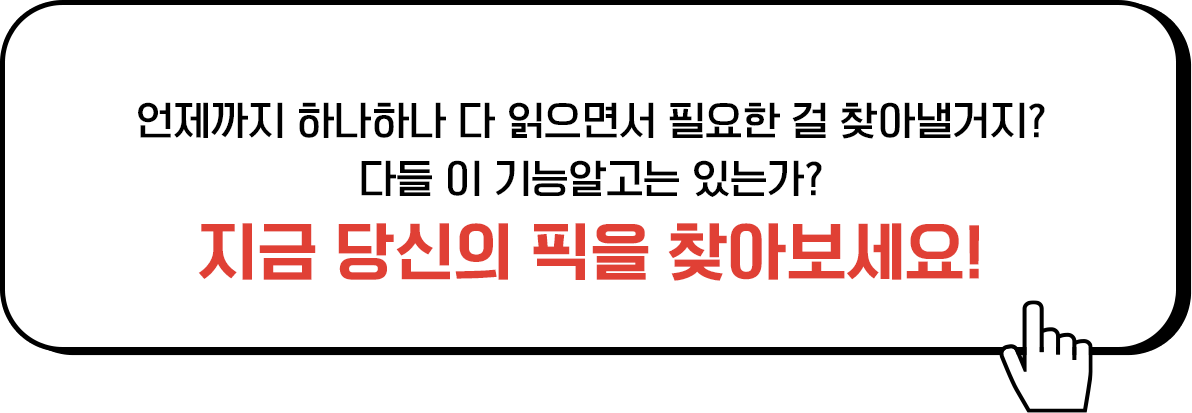 언제까지 하나하나 다 읽으면서 필요한 걸 찾아낼거지?
다들 이 기능알고는 있는가?
지금 당신의 픽을 찾아보세요!